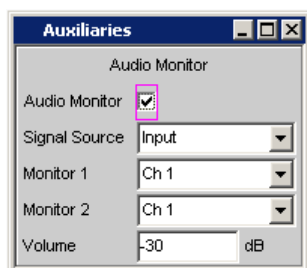 Auxiliaries
Audio Monitor
Audio Monitor
Signal Source Input
Monitor 1 Ch 1
Monitor 2 Ch 1
Volume -30 dB